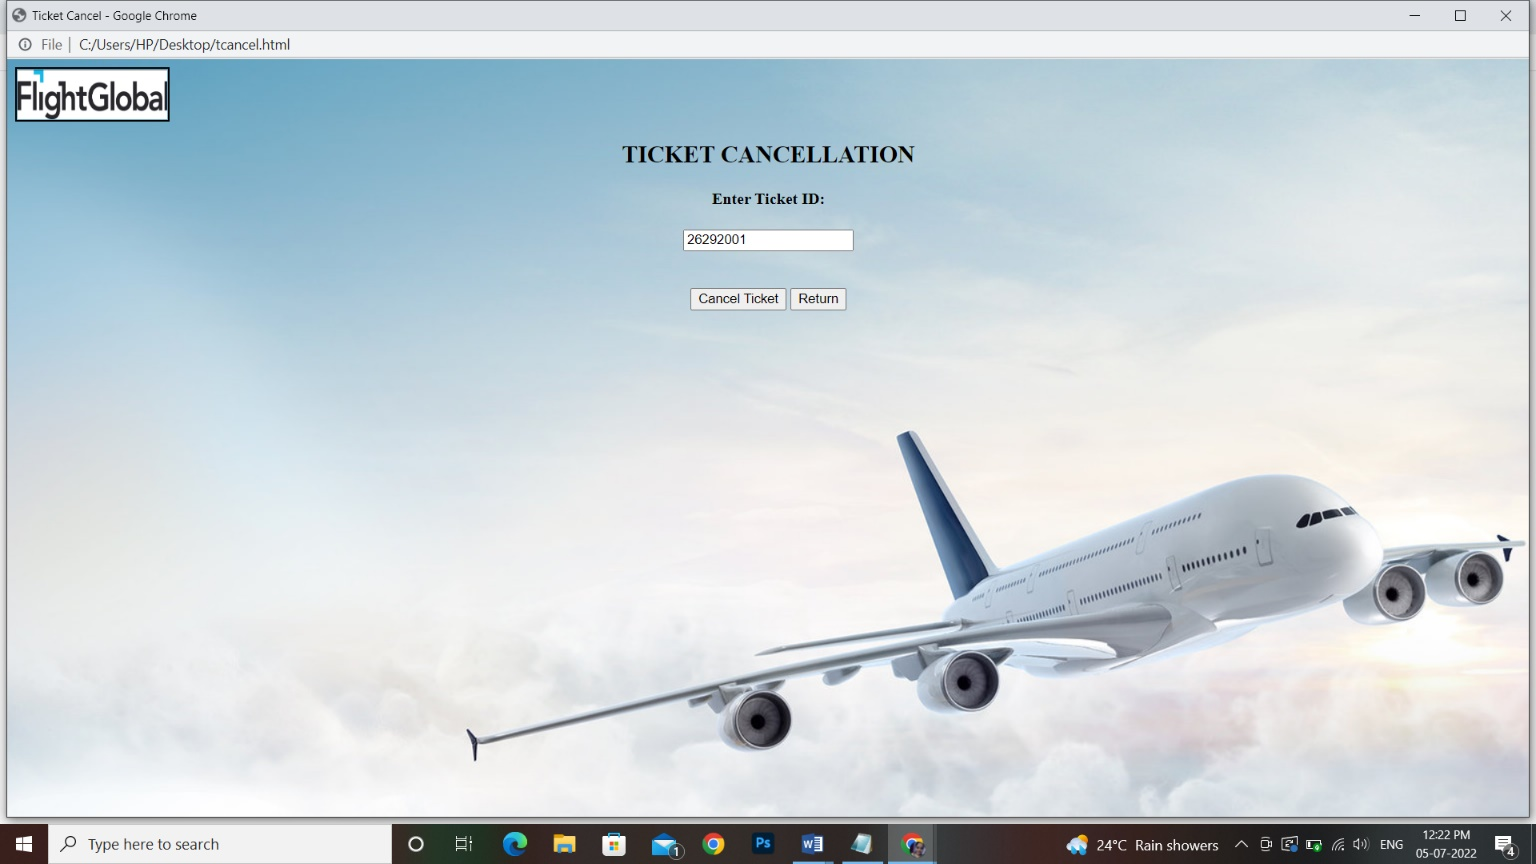 Ticket Cancel - Google Chrome
File | C:/Users/HP/Desktop/tcancel.html
FlightGlobal
TICKET CANCELLATION
Enter Ticket ID:
26292001
Cancel Ticket Return
Type here to search
1
Ps
W
24°C Rain showers
ENG
12:22 PM
05-07-2022
4